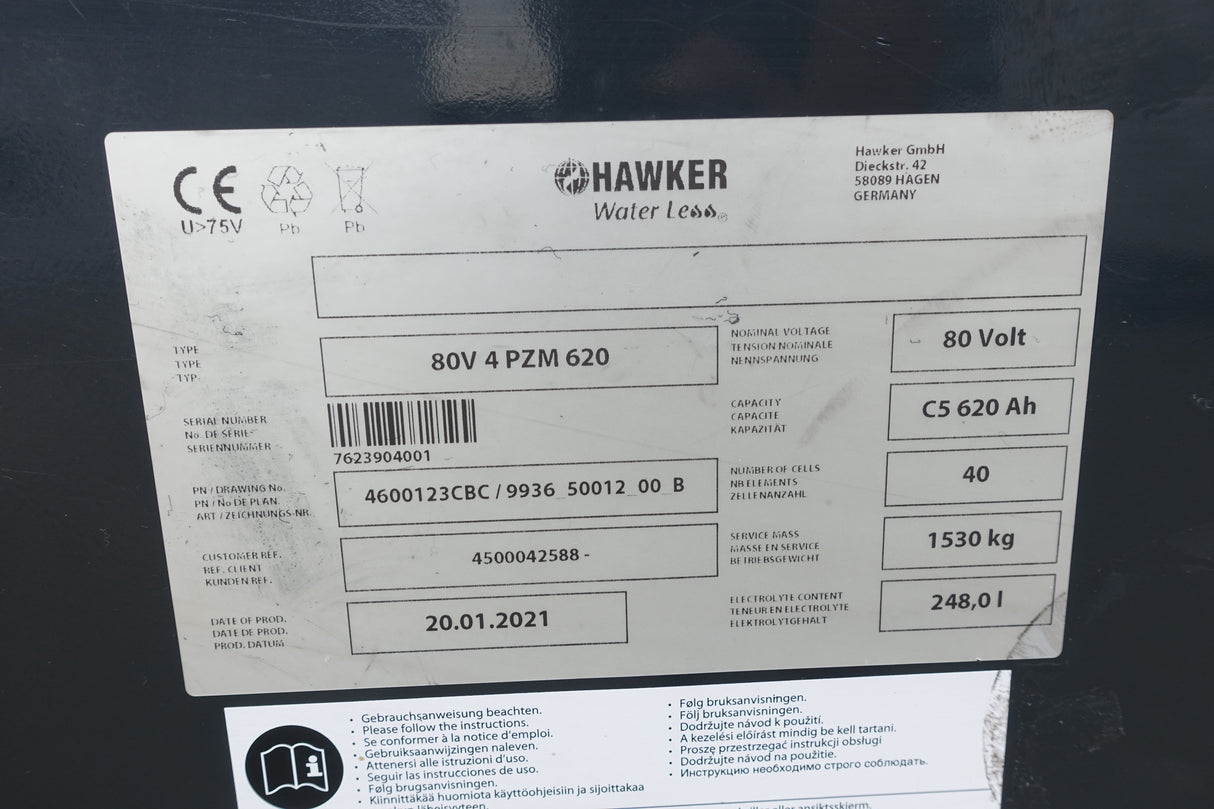 CE
U>75V
Pb
Pb
HAWKER
Water Less
Hawker GmbH
Dieckstr. 42
58089 HAGEN
GERMANY
TYPE
TYPE
TYP
80V 4 PZM 620
NOMINAL VOLTAGE
TENSION NOMINALE
NENNSPANNUNG
80 Volt
SERIAL NUMBER
No. DE SÉRIE
SERIENNUMMER
7623904001
CAPACITY
CAPACITE
KAPAZITÄT
C5 620 Ah
PN / DRAWING No.
PN / No DE PLAN.
ART / ZEICHNUNGS-NR.
4600123CBC / 9936_50012_00_B
NUMBER OF CELLS
NB ELEMENTS
ZELLENANZAHL
40
CUSTOMER REF.
REF. CLIENT
KUNDEN REF.
4500042588 -
SERVICE MASS
MASSE EN SERVICE
BETRIEBSGEWICHT
1530 kg
DATE OF PROD.
DATE DE PROD.
PROD. DATUM
20.01.2021
ELECTROLYTE CONTENT
TENEUR EN ELECTROLYTE
ELEKTROLYTGEHALT
248,0 l
• Gebrauchsanweisung beachten.
• Please follow the instructions.
• Se conformer à la notice d'emploi.
• Gebruiksaanwijzingen naleven.
• Attenersi alle istruzioni d'uso.
• Seguir las instrucciones de uso.
• Følg brugsanvisningen.
• Kiinnittäkää huomiota käyttöohjeisiin ja sijoittakaa
• Følg bruksanvisningen.
• Följ bruksanvisningen.
• Dodržujte návod k použití.
• A kezelési előírást mindig be kell tartani.
• Proszę przestrzegać instrukcji obsługi
• Dodržujte návod na použitie.
• Инструкцию необходимо строго соблюдать.